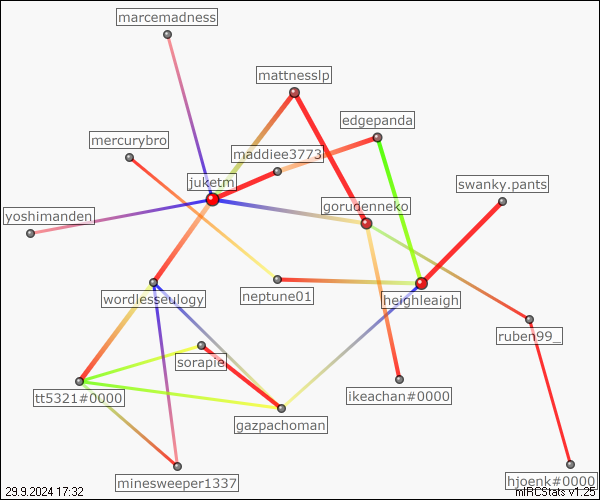 marcemadness
mattnesslp
edgepanda
mercurybro
maddiee3773
juketm
swanky.pants
gorudenneko
yoshimanden
wordlesseulogy
neptune01
heighleaigh
ruben99_
sorapie
tt5321#0000
ikeachan#0000
gazpachoman
minesweeper1337
hjoenk#0000
29.9.2024 17:32
mIRCStats v1.25